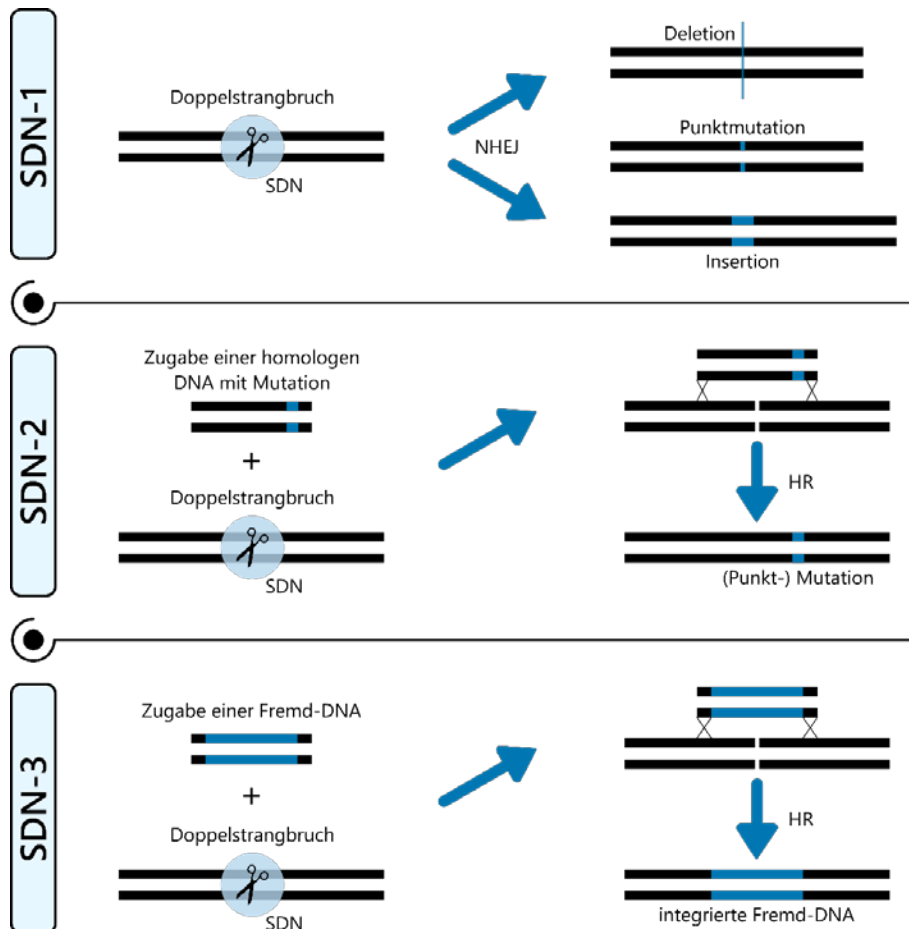 SDN-1
Doppelstrangbruch
SDN
NHEJ
Deletion
Punktmutation
Insertion
SDN-2
Zugabe einer homologen
DNA mit Mutation
+
Doppelstrangbruch
SDN
HR
(Punkt-) Mutation
SDN-3
Zugabe einer Fremd-DNA
+
Doppelstrangbruch
SDN
HR
integrierte Fremd-DNA